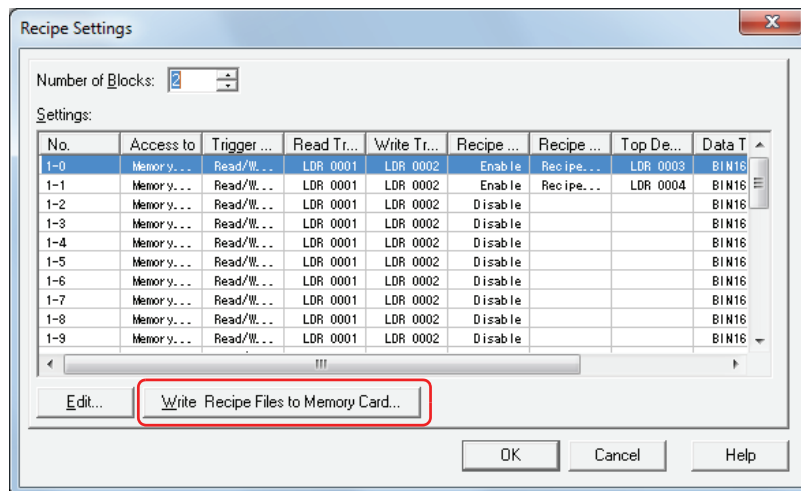 Recipe Settings
Number of Blocks: 2
Settings:
No. Access to Trigger ... Read Tr... Write Tr... Recipe ... Recipe ... Top De... Data T
1-0 Memory... Read/W... LDR 0001 LDR 0002 Enable Recipe... LDR 0003 BIN16
1-1 Memory... Read/W... LDR 0001 LDR 0002 Enable Recipe... LDR 0004 BIN16
1-2 Memory... Read/W... LDR 0001 LDR 0002 Disable BIN16
1-3 Memory... Read/W... LDR 0001 LDR 0002 Disable BIN16
1-4 Memory... Read/W... LDR 0001 LDR 0002 Disable BIN16
1-5 Memory... Read/W... LDR 0001 LDR 0002 Disable BIN16
1-6 Memory... Read/W... LDR 0001 LDR 0002 Disable BIN16
1-7 Memory... Read/W... LDR 0001 LDR 0002 Disable BIN16
1-8 Memory... Read/W... LDR 0001 LDR 0002 Disable BIN16
1-9 Memory... Read/W... LDR 0001 LDR 0002 Disable BIN16
Edit... Write Recipe Files to Memory Card...
OK Cancel Help